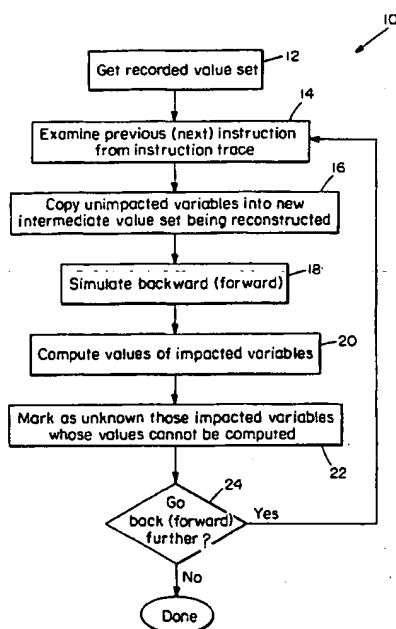 10
12
Get recorded value set
14
Examine previous (next) instruction
from instruction trace
16
Copy unimpacted variables into new
intermediate value set being reconstructed
18
Simulate backward (forward)
20
Compute values of impacted variables
Mark as unknown those impacted variables
whose values cannot be computed
22
24
Go
back (forward)
further?
Yes
No
Done